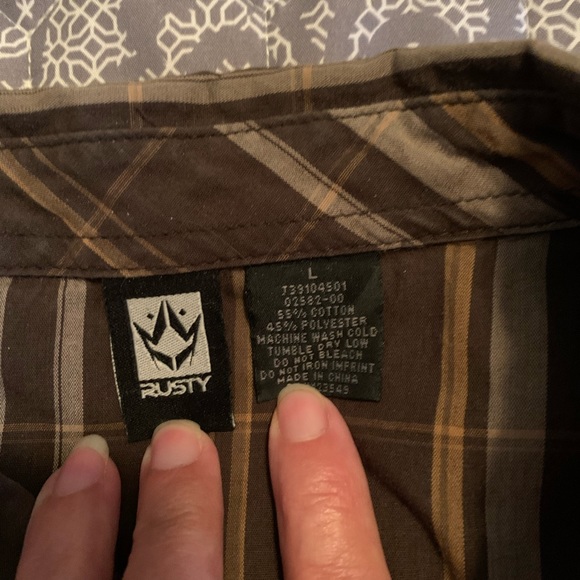 RUSTY
L
J39104501
02582-00
55% COTTON
45% POLYESTER
MACHINE WASH COLD
TUMBLE DRY LOW
DO NOT BLEACH
DO NOT IRON IMPRINT
MADE IN CHINA